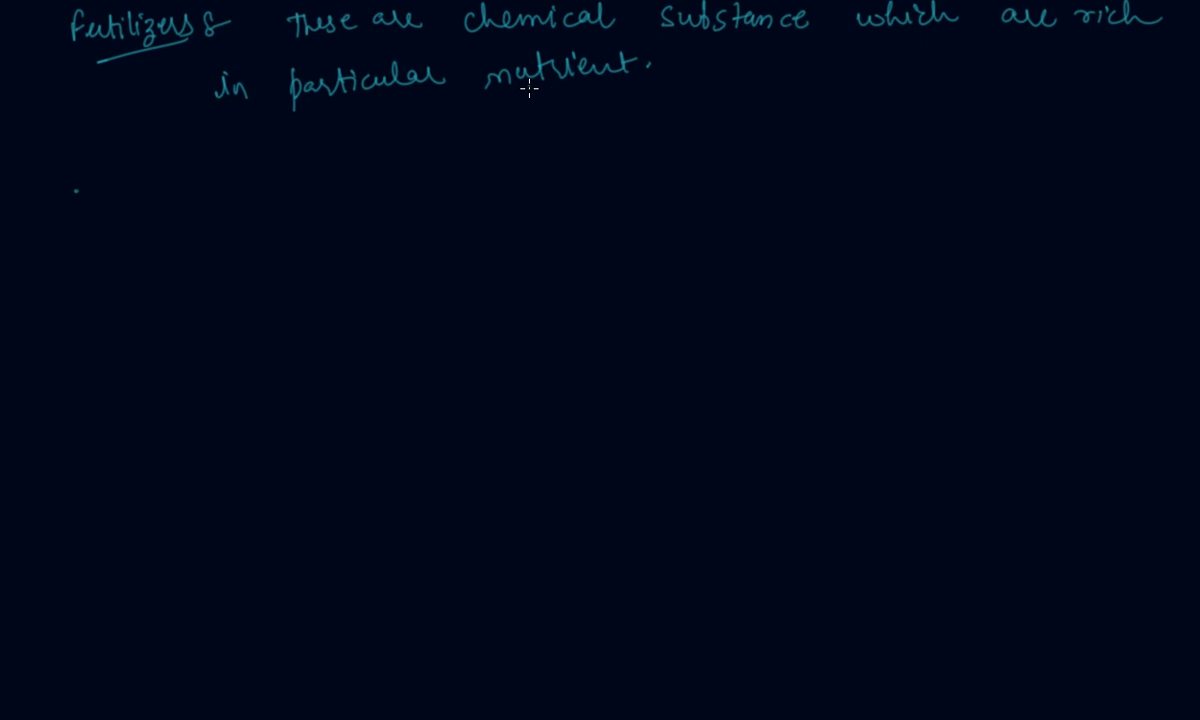 Fertilizers :- These are chemical substance which are rich
in particular nutrient.